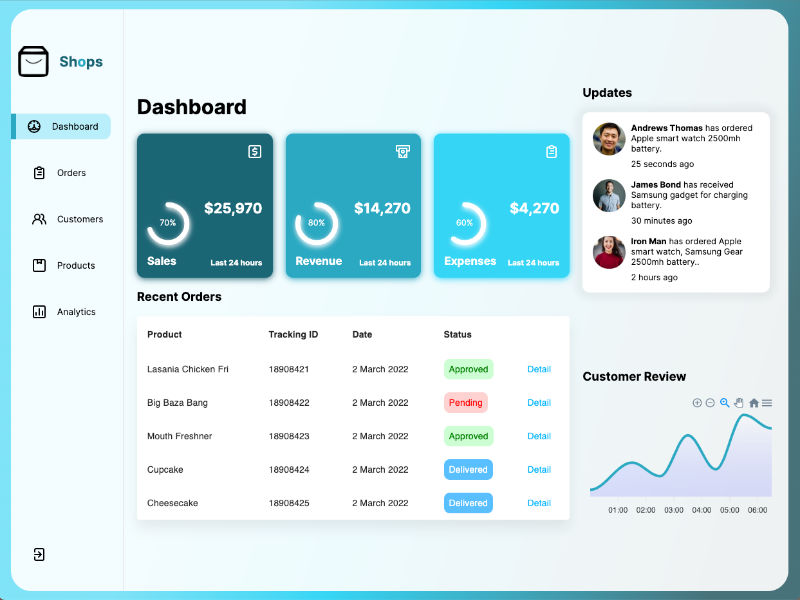 Shops
Dashboard
Orders
Customers
Products
Analytics
Dashboard
70%
$25,970
Sales
Last 24 hours
80%
$14,270
Revenue
Last 24 hours
60%
$4,270
Expenses
Last 24 hours
Recent Orders
Product Tracking ID Date Status
Lasania Chicken Fri 18908421 2 March 2022 Approved Detail
Big Baza Bang 18908422 2 March 2022 Pending Detail
Mouth Freshner 18908423 2 March 2022 Approved Detail
Cupcake 18908424 2 March 2022 Delivered Detail
Cheesecake 18908425 2 March 2022 Delivered Detail
Updates
Andrews Thomas has ordered
Apple smart watch 2500mh
battery.
25 seconds ago
James Bond has received
Samsung gadget for charging
battery.
30 minutes ago
Iron Man has ordered Apple
smart watch, Samsung Gear
2500mh battery..
2 hours ago
Customer Review
01:00 02:00 03:00 04:00 05:00 06:00